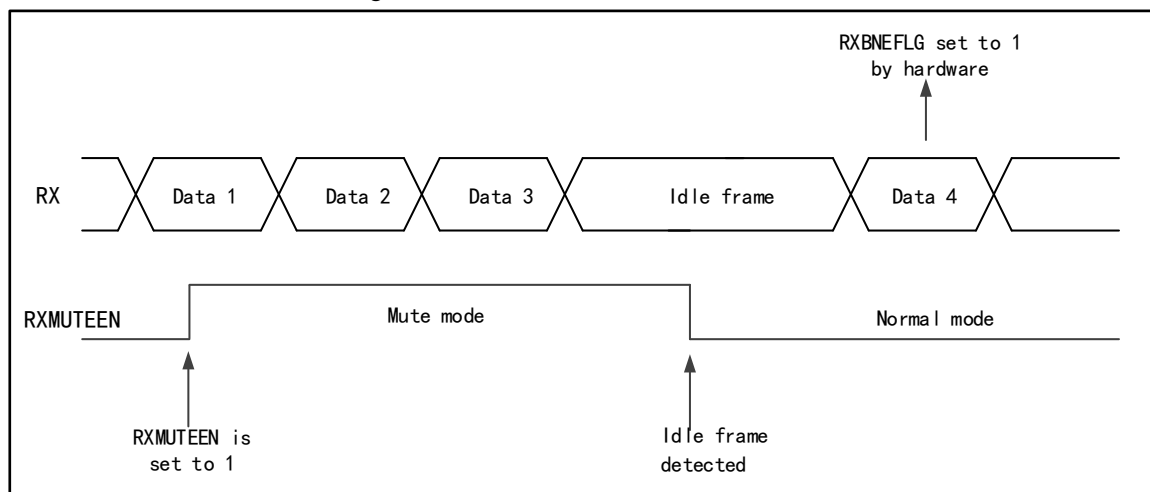 RXBNEFLG set to 1
by hardware
RX
Data 1
Data 2
Data 3
Idle frame
Data 4
RXMUTEEN
Mute mode
Normal mode
RXMUTEEN is
set to 1
Idle frame
detected